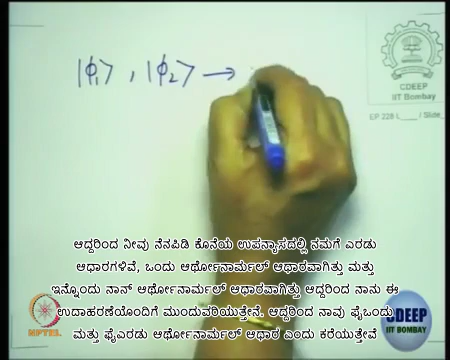 |ϕ₁⟩ , |ϕ₂⟩ →
CDEEP
IIT Bombay
EP 228 L____ / Slide_
ಆದ್ದರಿಂದ ನೀವು ನೆನಪಿಡಿ ಕೊನೆಯ ಉಪನ್ಯಾಸದಲ್ಲಿ ನಮಗೆ ಎರಡು
ಆಧಾರಗಳಿವೆ, ಒಂದು ಆರ್ಥೋನಾರ್ಮಲ್ ಆಧಾರವಾಗಿತ್ತು ಮತ್ತು
ಇನ್ನೊಂದು ನಾನ್ ಆರ್ಥೋನಾರ್ಮಲ್ ಆಧಾರವಾಗಿತ್ತು ಆದ್ದರಿಂದ ನಾನು ಈ
ಉದಾಹರಣೆಯೊಂದಿಗೆ ಮುಂದುವರಿಯುತ್ತೇನೆ. ಆದ್ದರಿಂದ ನಾವು ಫೈಒಂದು
ಮತ್ತು ಫೈಎರಡು ಆರ್ಥೋನಾರ್ಮಲ್ ಆಧಾರ ಎಂದು ಕರೆಯುತ್ತೇವೆ
NPTEL
CDEEP
IIT BOMBAY